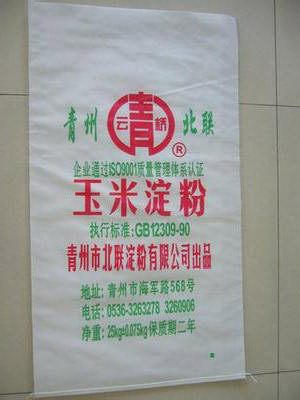 青州 云青桥 北联
®
企业通过ISO9001质量管理体系认证
玉米淀粉
执行标准:GB12309-90
青州市北联淀粉有限公司出品
地址:青州市海军路568号
电话:0536-3263278 3260906
净重:25kg±0.075kg 保质期二年